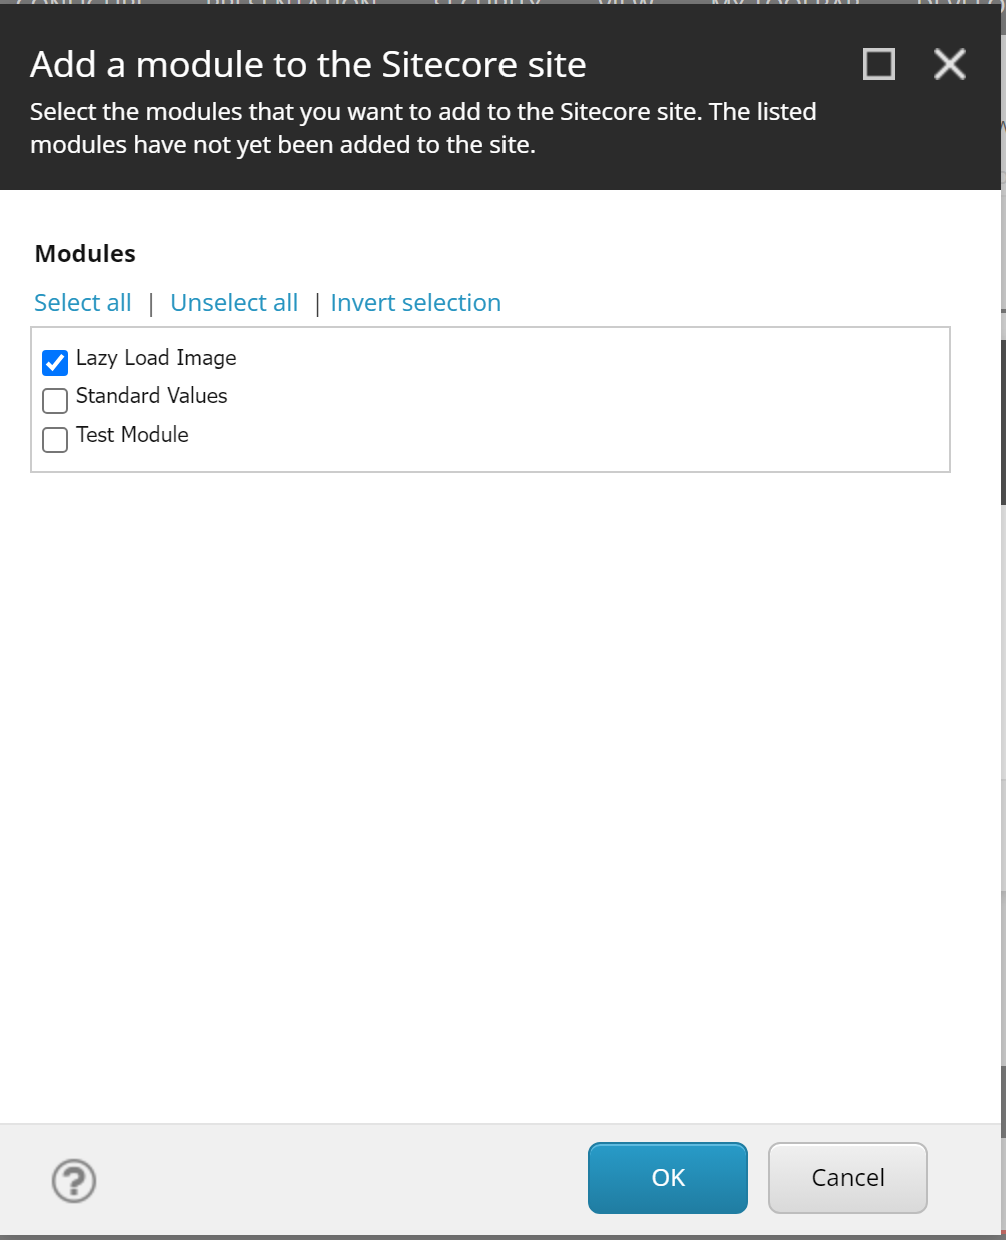 Add a module to the Sitecore site
Select the modules that you want to add to the Sitecore site. The listed
modules have not yet been added to the site.
Modules
Select all | Unselect all | Invert selection
Lazy Load Image
Standard Values
Test Module
OK Cancel